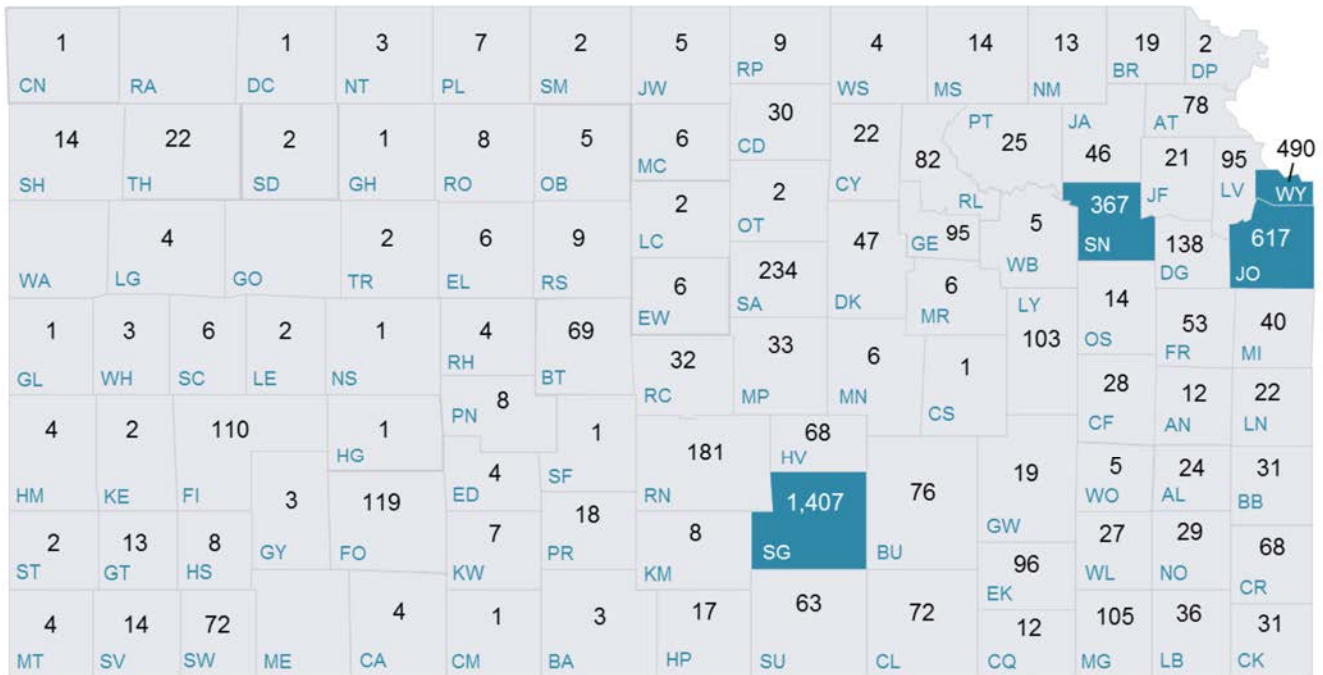 1 1 3 7 2 5 9 4 14 13 19 2
CN RA DC NT PL SM JW RP WS MS NM BR DP
14 22 2 1 8 5 6 30 22 82 PT 25 JA 46 AT 78
SH TH SD GH RO OB MC CD CY RL JF 21 LV 95 490 WY
4 2 6 9 2 2 47 GE 95 5 367 138 617
WA LG GO TR EL RS LC OT DK WB SN DG JO
6 234 6 LY 103 14 53 40
EW SA MR OS FR MI
1 3 6 2 1 4 69 32 33 6 1 28 12 22
GL WH SC LE NS RH BT RC MP MN CS CF AN LN
4 2 110 1 PN 8 1 181 68 19 5 24 31
HM KE FI HG ED 4 SF RN HV GW WO AL BB
3 119 18 1,407 76
GY FO PR SG BU
2 13 8 7 8 96 27 29 68
ST GT HS KW KM EK WL NO CR
4 14 72 4 1 3 17 63 72 12 105 36 31
MT SV SW ME CA CM BA HP SU CL CQ MG LB CK